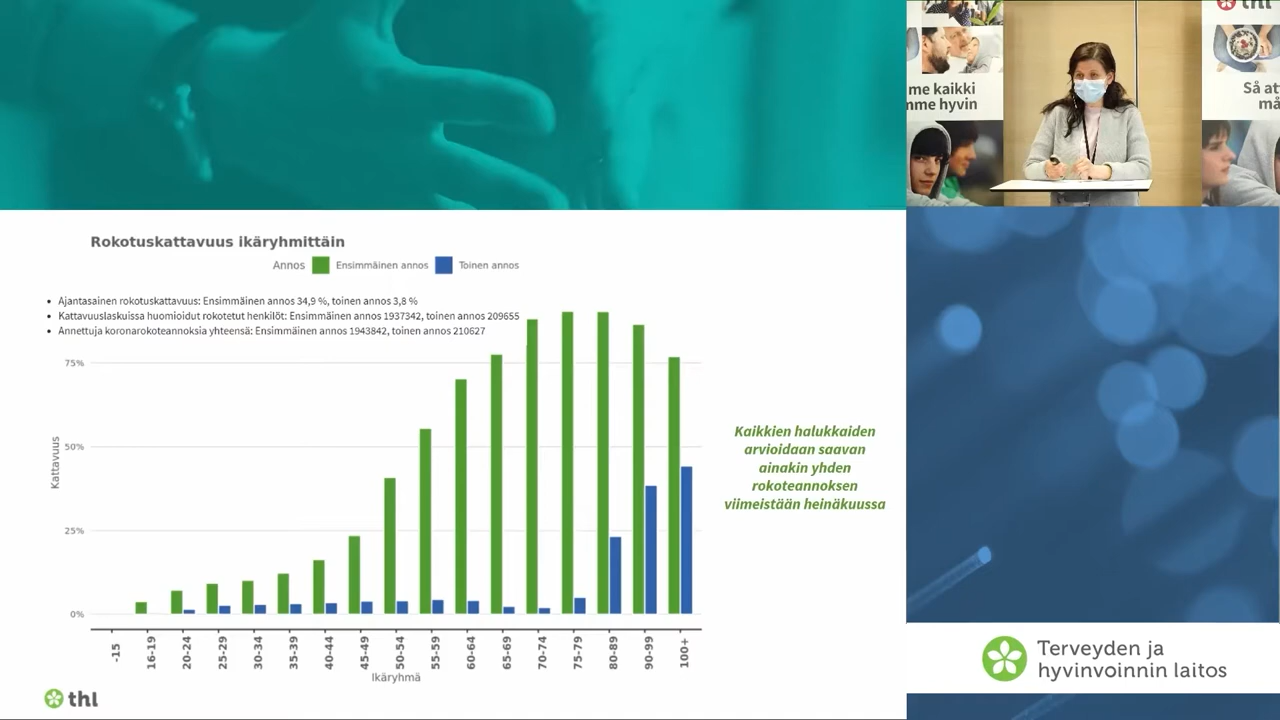 thl
me kaikki
mme hyvin
Så at
må
Rokotuskattavuus ikäryhmittäin
Annos Ensimmäinen annos Toinen annos
• Ajantasainen rokotuskattavuus: Ensimmäinen annos 34,9 %, toinen annos 3,8 %
• Kattavuuslaskuissa huomioidut rokotetut henkilöt: Ensimmäinen annos 1937342, toinen annos 209655
• Annettuja koronarokoteannoksia yhteensä: Ensimmäinen annos 1943842, toinen annos 210627
75%
50%
25%
0%
Kattavuus
-15 16-19 20-24 25-29 30-34 35-39 40-44 45-49 50-54 55-59 60-64 65-69 70-74 75-79 80-89 90-99 100+
Ikäryhmä
Kaikkien halukkaiden
arvioidaan saavan
ainakin yhden
rokoteannoksen
viimeistään heinäkuussa
thl
Terveyden ja
hyvinvoinnin laitos